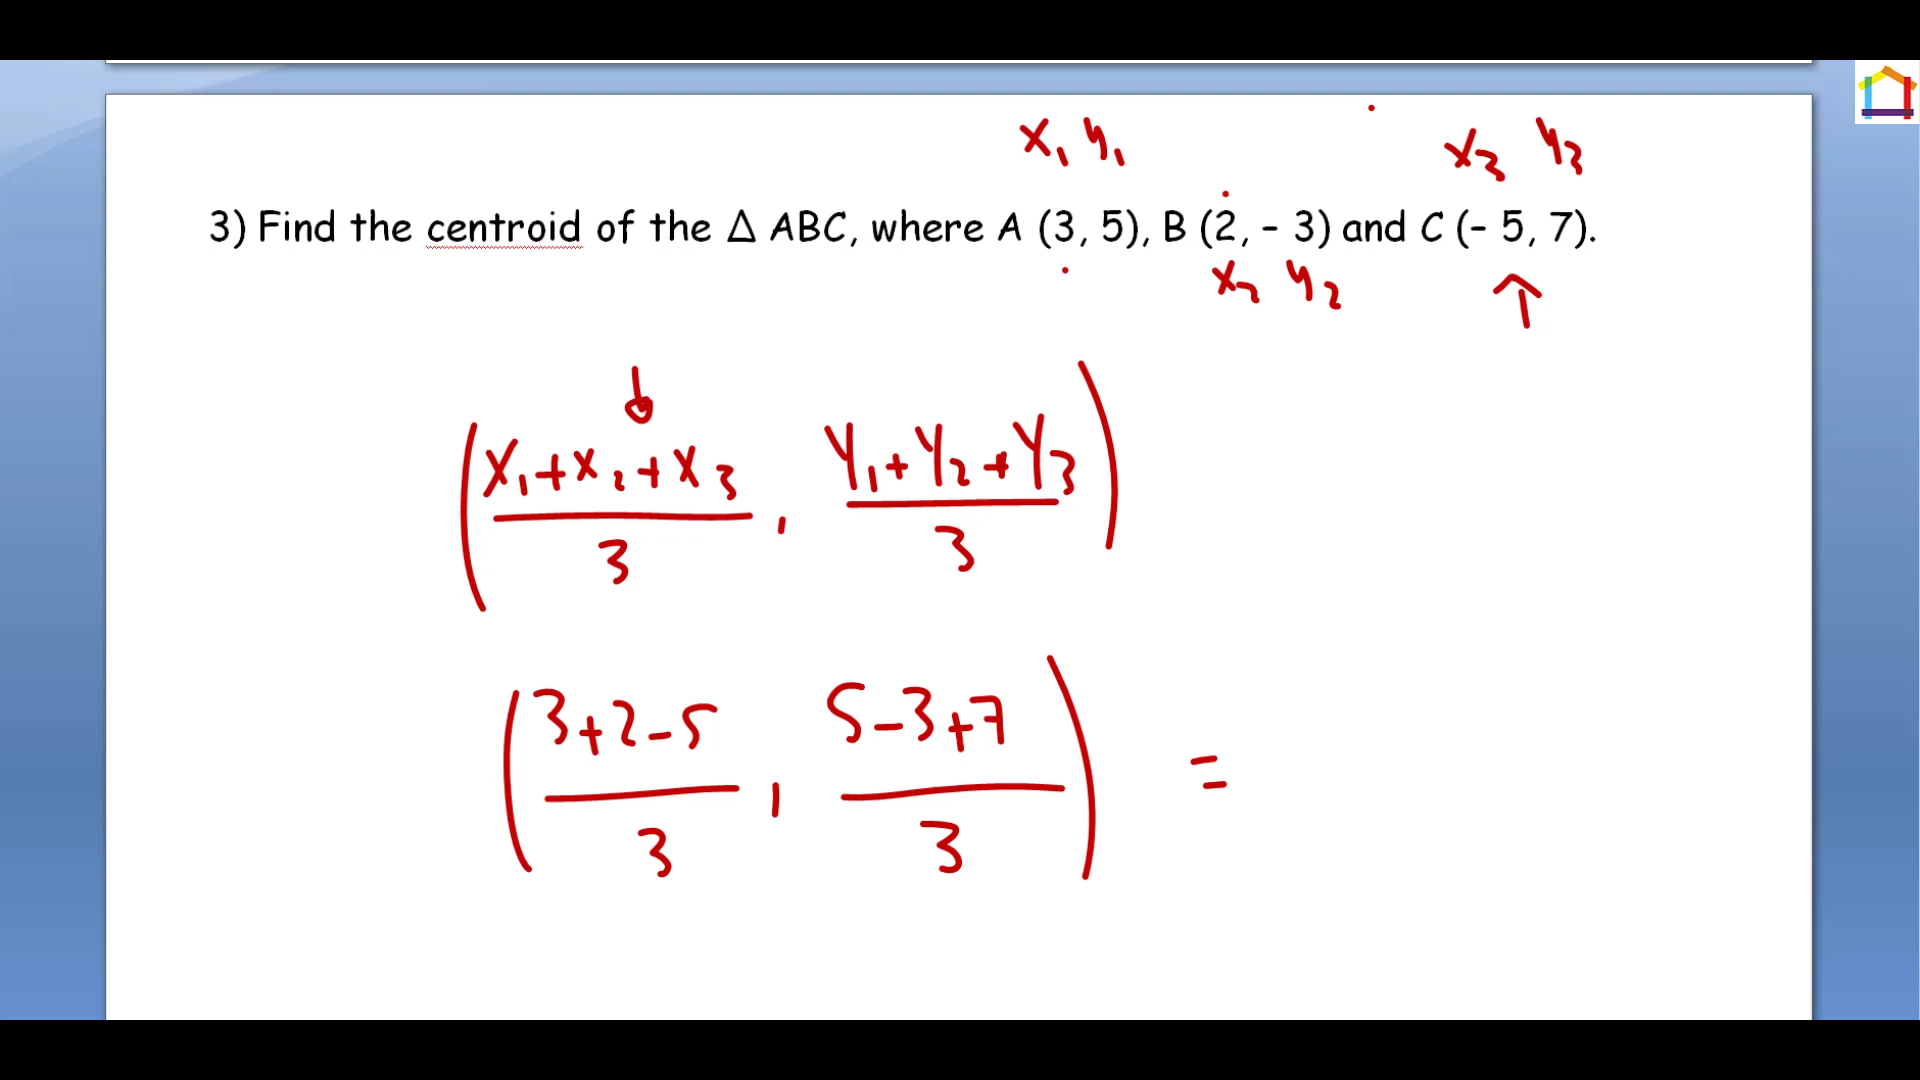 x₁ y₁ x₃ y₃
3) Find the centroid of the △ ABC, where A (3, 5), B (2, - 3) and C (- 5, 7).
x₂ y₂
(x₁+x₂+x₃/3, y₁+y₂+y₃/3)
(3+2-5/3, 5-3+7/3) =